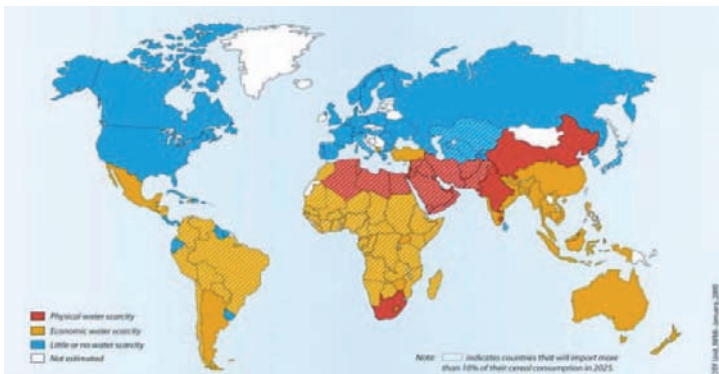 Physical water scarcity
Economic water scarcity
Little or no water scarcity
Not estimated
Note: indicates countries that will import more
than 10% of their cereal consumption in 2025.